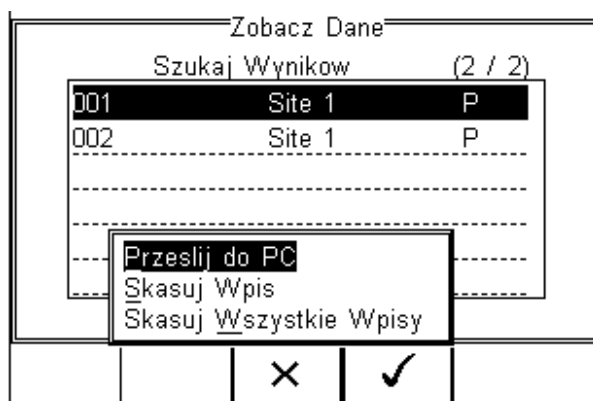 Zobacz Dane
Szukaj Wynikow (2 / 2)
001 Site 1 P
002 Site 1 P
Przeslij do PC
Skasuj Wpis
Skasuj Wszystkie Wpisy